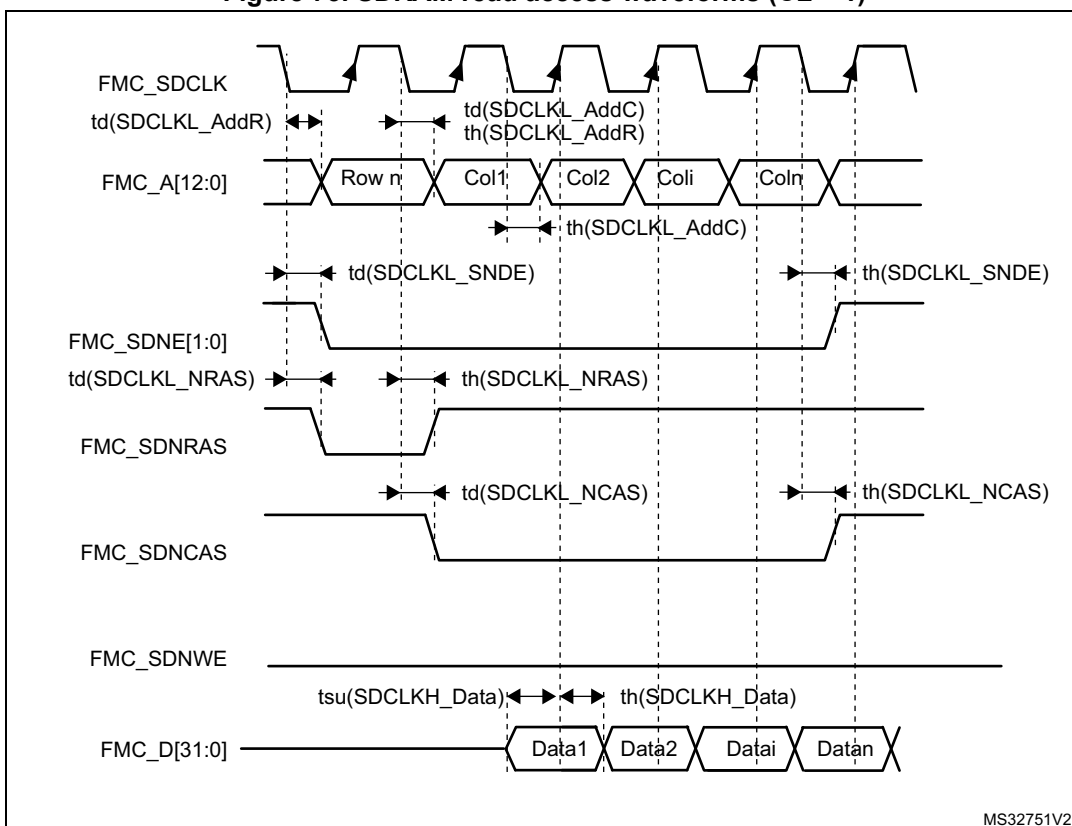 FMC_SDCLK
td(SDCLKL_AddR)
td(SDCLKL_AddC)
th(SDCLKL_AddR)
FMC_A[12:0]
Row n
Col1
Col2
Coli
Coln
th(SDCLKL_AddC)
td(SDCLKL_SNDE)
th(SDCLKL_SNDE)
FMC_SDNE[1:0]
td(SDCLKL_NRAS)
th(SDCLKL_NRAS)
FMC_SDNRAS
td(SDCLKL_NCAS)
th(SDCLKL_NCAS)
FMC_SDNCAS
FMC_SDNWE
tsu(SDCLKH_Data)
th(SDCLKH_Data)
FMC_D[31:0]
Data1
Data2
Datai
Datan
MS32751V2